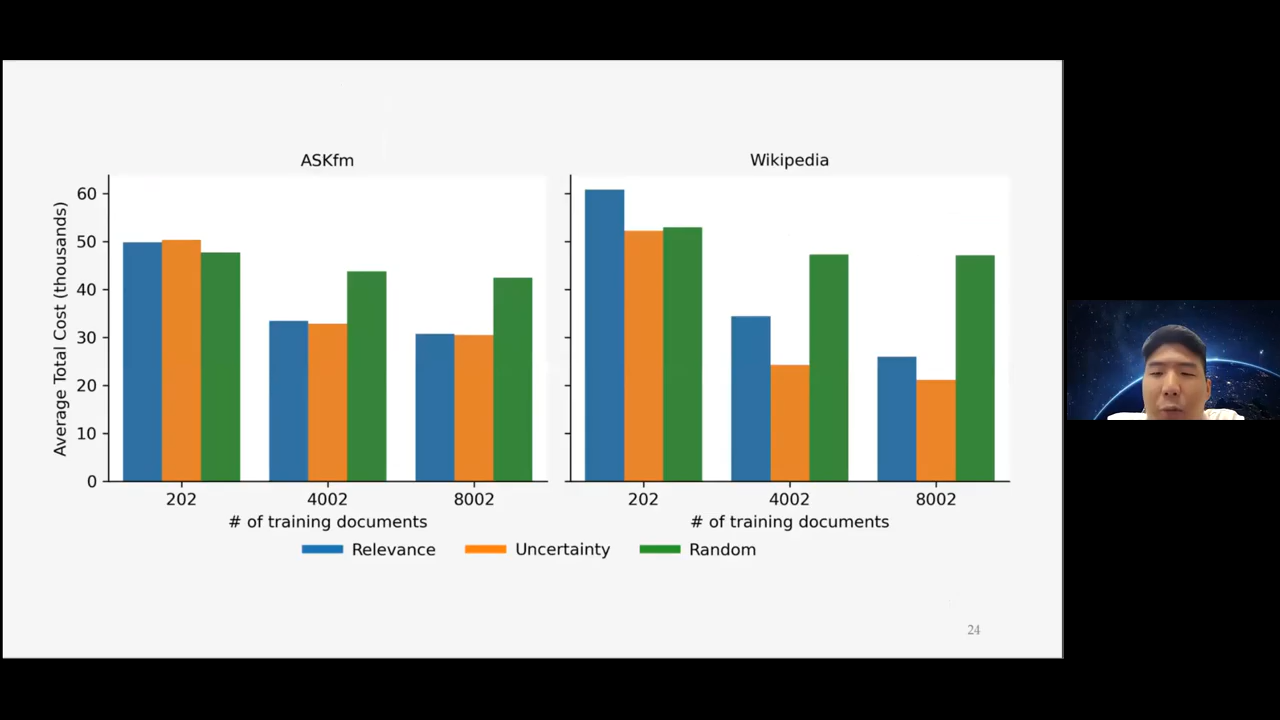 ASKfm
Wikipedia
Average Total Cost (thousands)
60
50
40
30
20
10
0
202 4002 8002
202 4002 8002
# of training documents
# of training documents
Relevance Uncertainty Random
24